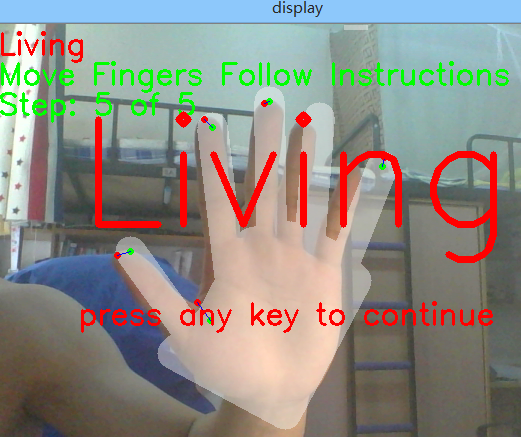 display
Living
Move Fingers Follow Instructions
Step: 5 of 5
Living
press any key to continue